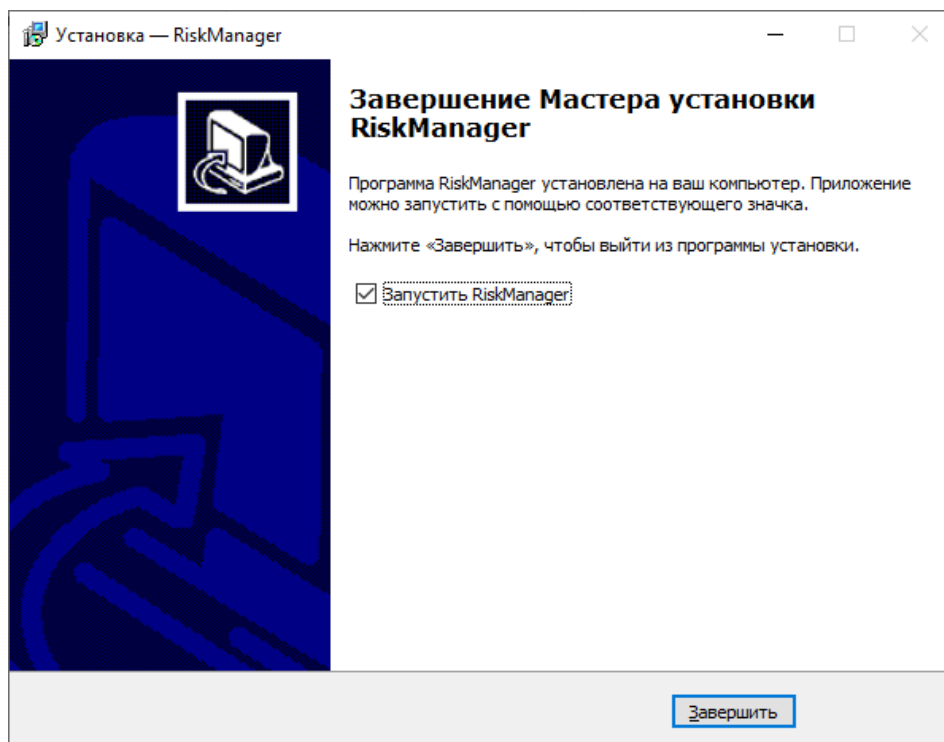 Установка — RiskManager
Завершение Мастера установки
RiskManager
Программа RiskManager установлена на ваш компьютер. Приложение
можно запустить с помощью соответствующего значка.
Нажмите «Завершить», чтобы выйти из программы установки.
Запустить RiskManager
Завершить